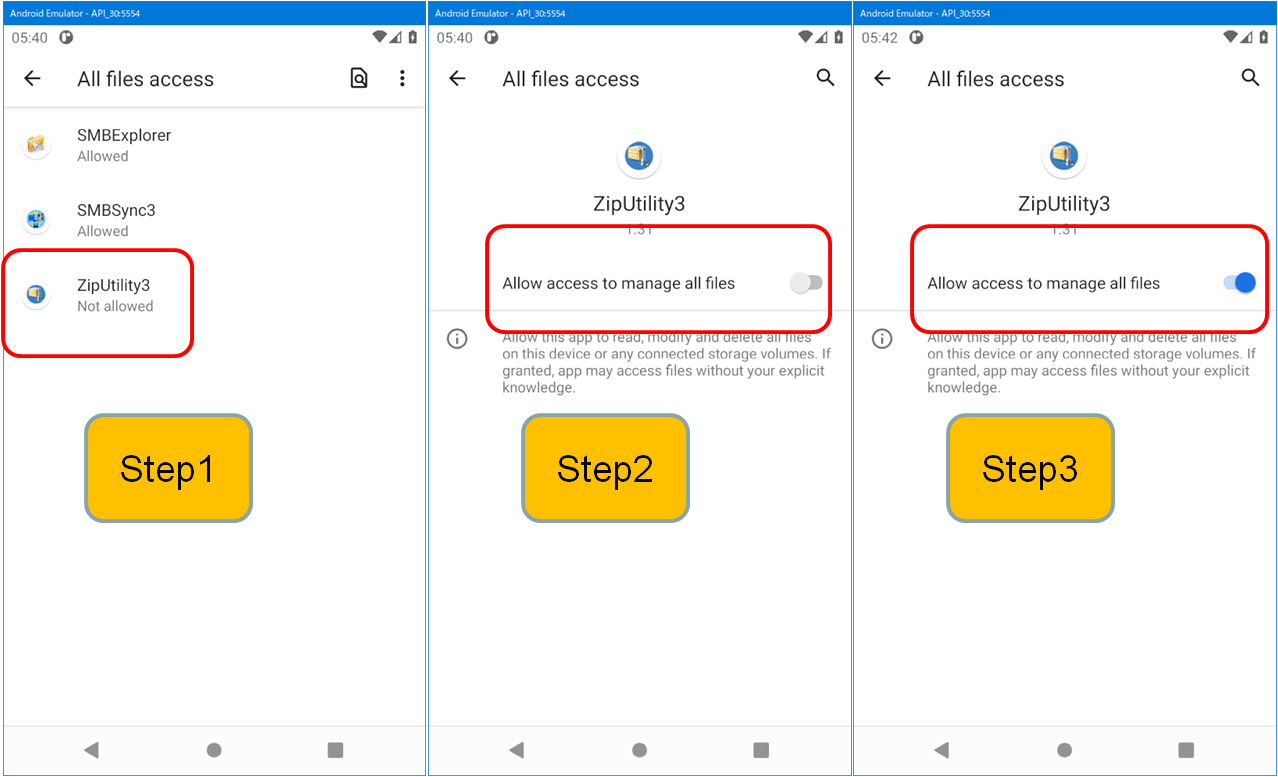 Android Emulator - API_30:5554
05:40
All files access
SMBExplorer
Allowed
SMBSync3
Allowed
ZipUtility3
Not allowed
Step1
Android Emulator - API_30:5554
05:40
All files access
ZipUtility3
1.31
Allow access to manage all files
Allow this app to read, modify and delete all files
on this device or any connected storage volumes. If
granted, app may access files without your explicit
knowledge.
Step2
Android Emulator - API_30:5554
05:42
All files access
ZipUtility3
1.31
Allow access to manage all files
Allow this app to read, modify and delete all files
on this device or any connected storage volumes. If
granted, app may access files without your explicit
knowledge.
Step3